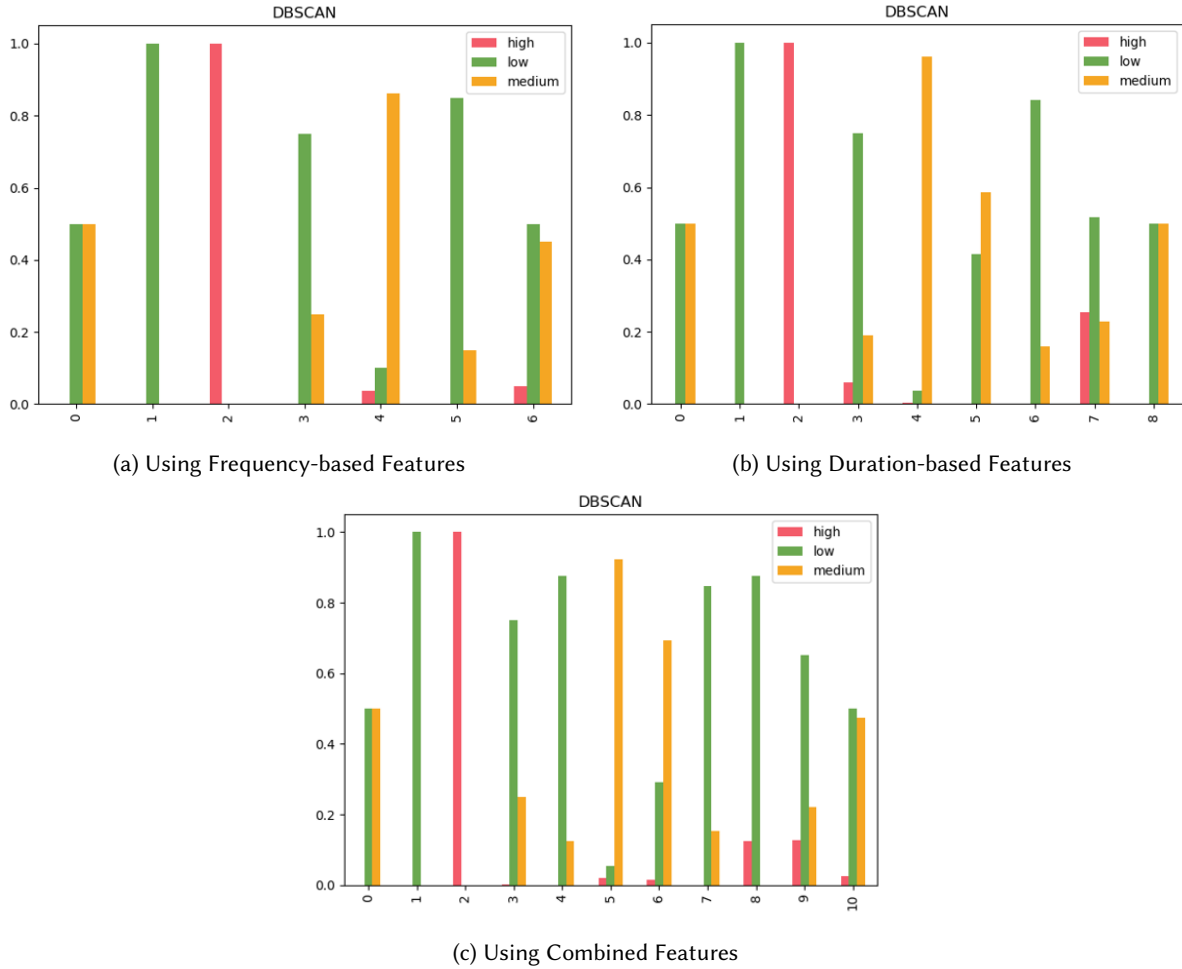 DBSCAN
1.0
0.8
0.6
0.4
0.2
0.0
high
low
medium
0 1 2 3 4 5 6
(a) Using Frequency-based Features
DBSCAN
1.0
0.8
0.6
0.4
0.2
0.0
high
low
medium
0 1 2 3 4 5 6 7 8
(b) Using Duration-based Features
DBSCAN
1.0
0.8
0.6
0.4
0.2
0.0
high
low
medium
0 1 2 3 4 5 6 7 8 9 10
(c) Using Combined Features